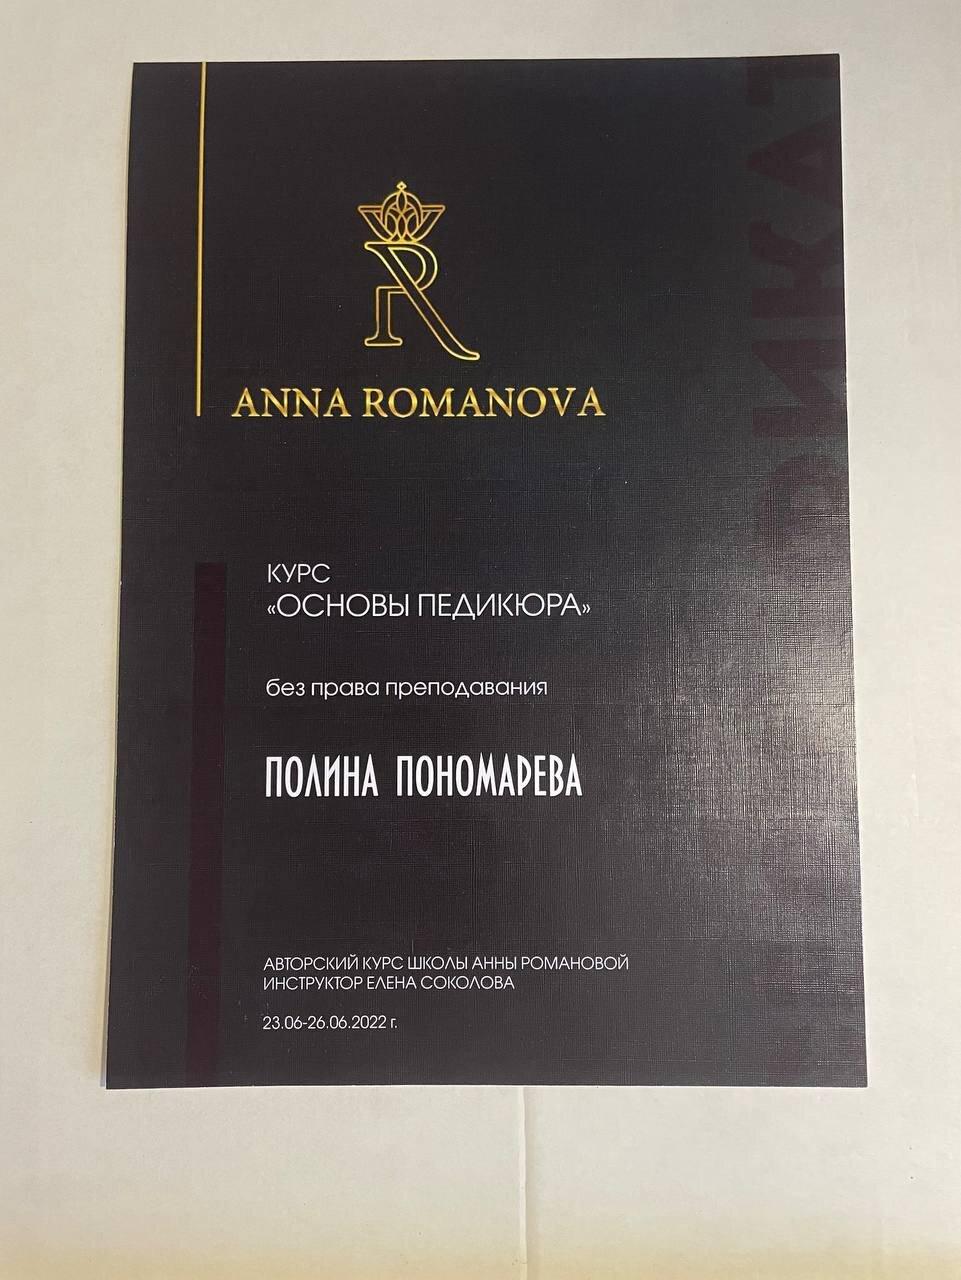 ANNA ROMANOVA
КУРС
«ОСНОВЫ ПЕДИКЮРА»
без права преподавания
ПОЛИНА ПОНОМАРЕВА
АВТОРСКИЙ КУРС ШКОЛЫ АННЫ РОМАНОВОЙ
ИНСТРУКТОР ЕЛЕНА СОКОЛОВА
23.06-26.06.2022 г.